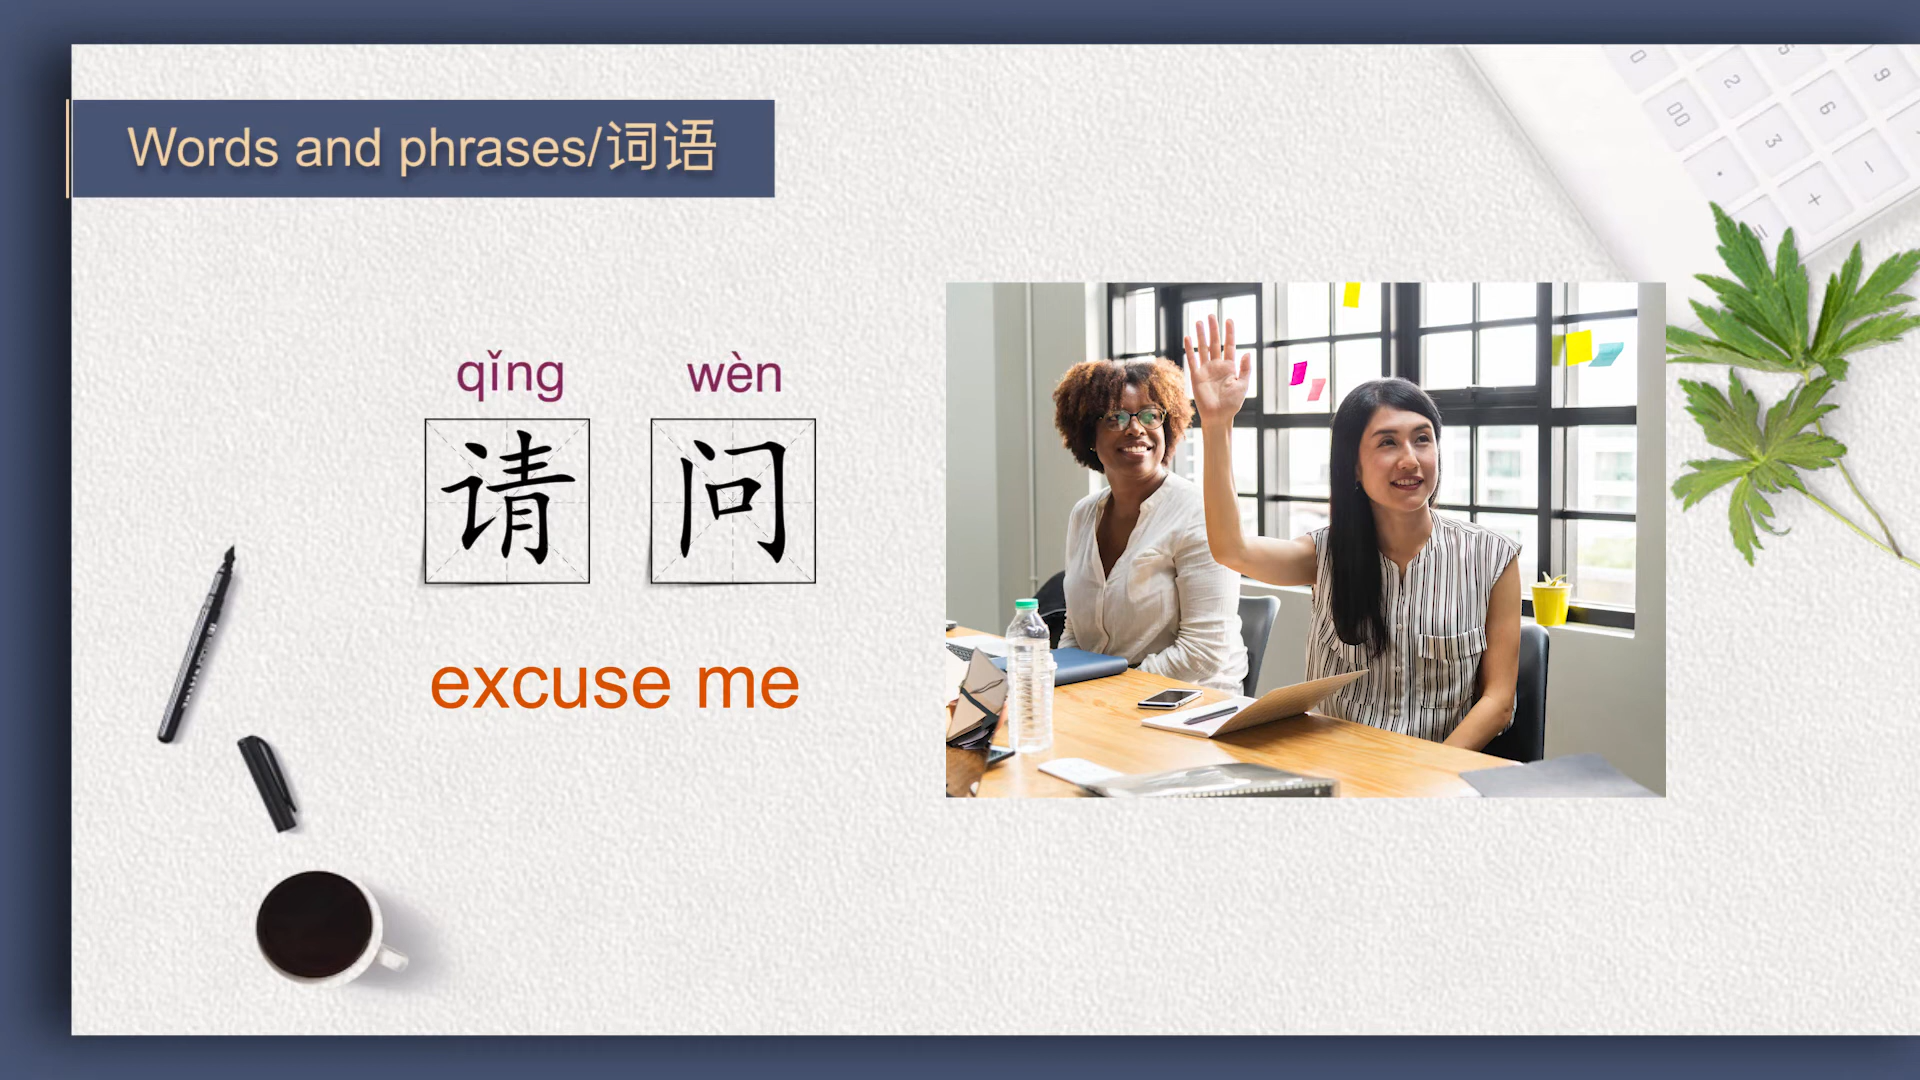 Words and phrases/词语
qǐng wèn
请 问
excuse me